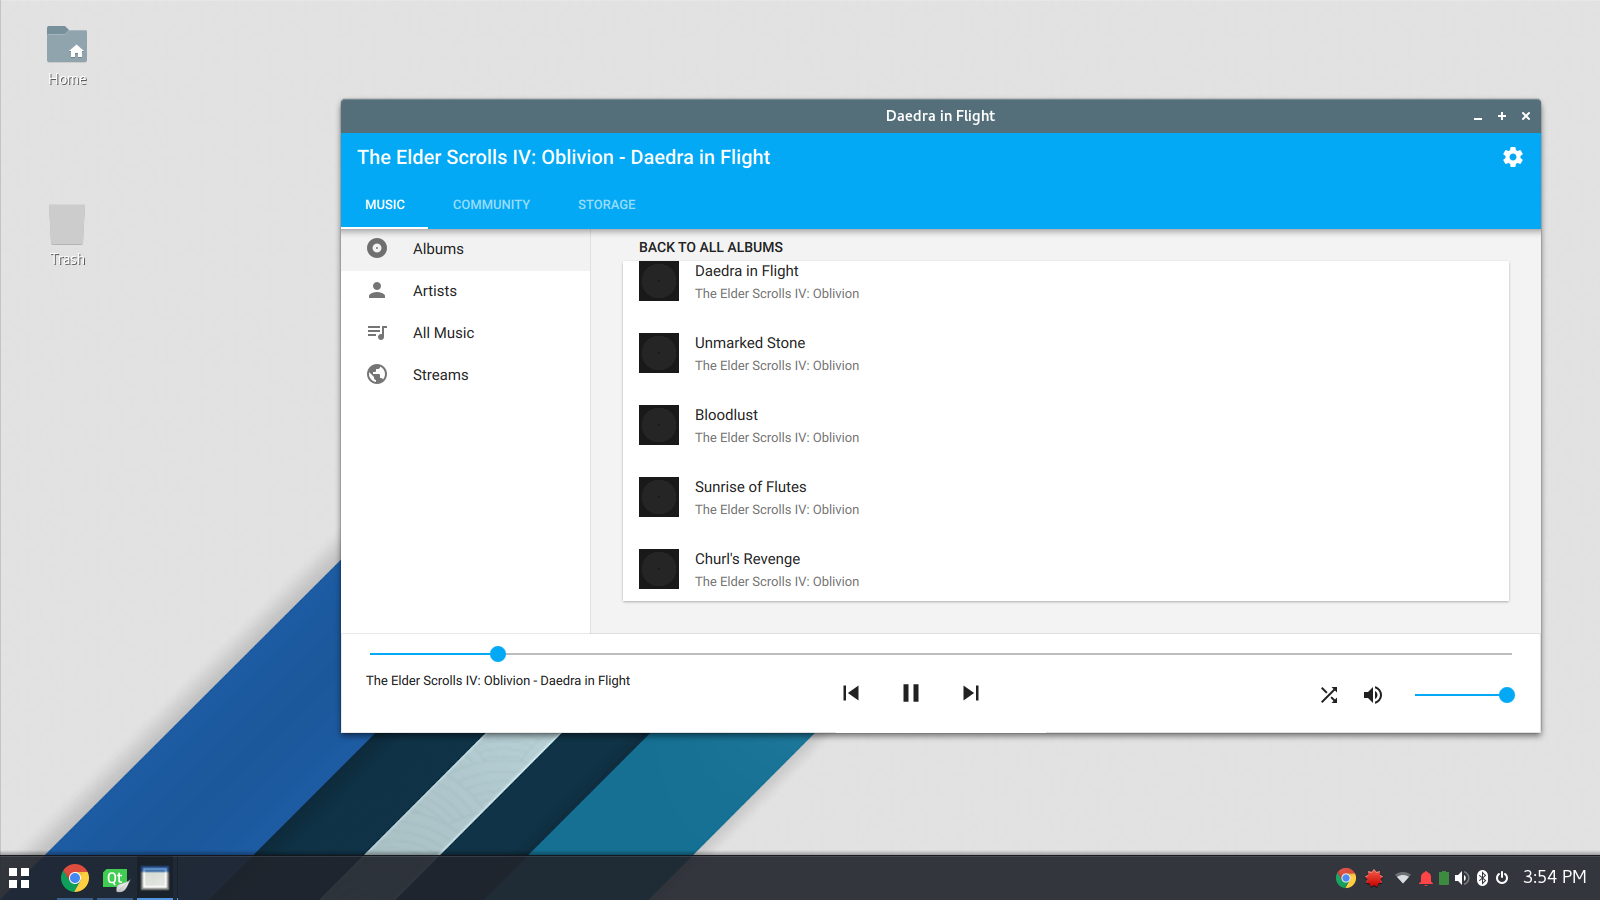 Home
Trash
Daedra in Flight
The Elder Scrolls IV: Oblivion - Daedra in Flight
MUSIC COMMUNITY STORAGE
Albums
Artists
All Music
Streams
BACK TO ALL ALBUMS
Daedra in Flight
The Elder Scrolls IV: Oblivion
Unmarked Stone
The Elder Scrolls IV: Oblivion
Bloodlust
The Elder Scrolls IV: Oblivion
Sunrise of Flutes
The Elder Scrolls IV: Oblivion
Churl's Revenge
The Elder Scrolls IV: Oblivion
The Elder Scrolls IV: Oblivion - Daedra in Flight
Qt
3:54 PM